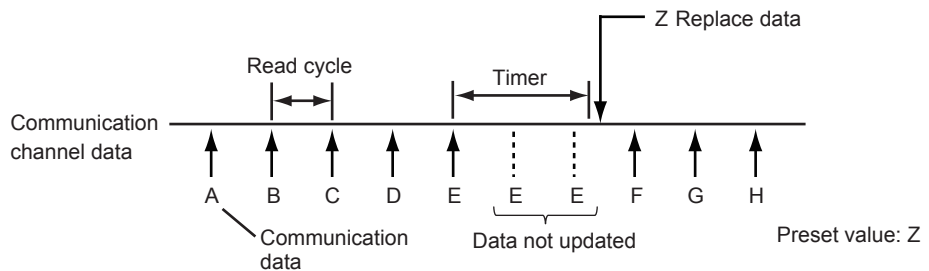 Z Replace data
Read cycle
Timer
Communication
channel data
A
B
C
D
E
E
E
F
G
H
Communication
data
Data not updated
Preset value: Z